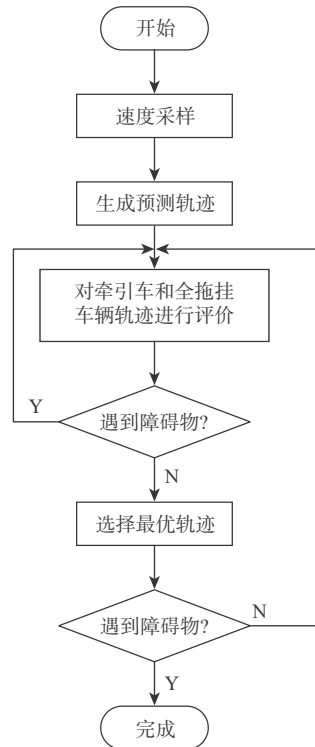 开始
速度采样
生成预测轨迹
对牵引车和全拖挂
车辆轨迹进行评价
Y
遇到障碍物?
N
选择最优轨迹
遇到障碍物?
N
Y
完成